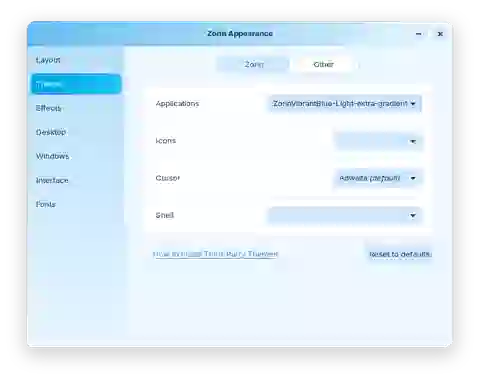 Zorin Appearance
Layout
Themes
Effects
Desktop
Windows
Interface
Fonts
Zorin
Other
Applications
ZorinVibrantBlue-Light-extra-gradient
Icons
Cursor
Adwaita (default)
Shell
How to install Third Party Themes
Reset to defaults